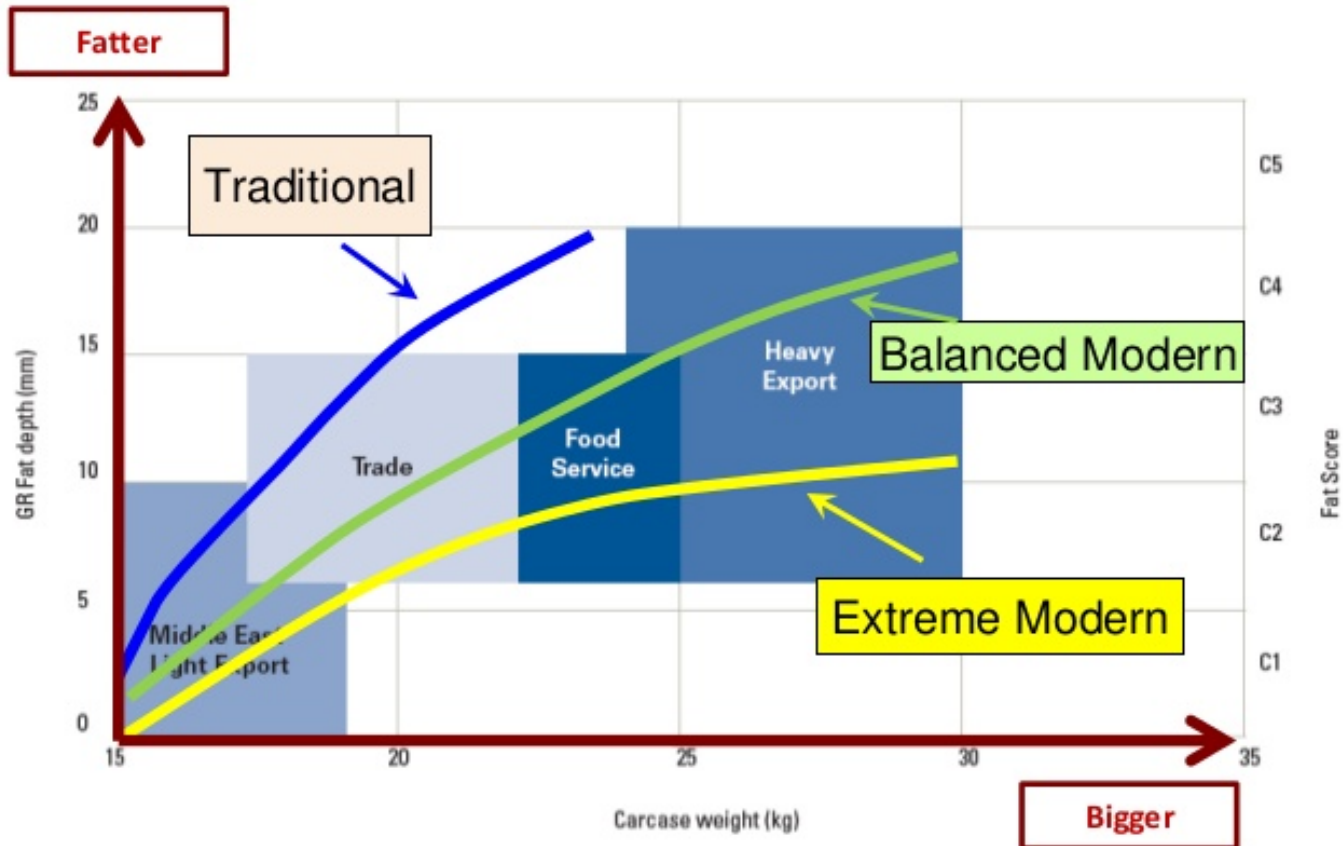 Fatter
25
20
15
10
5
0
GR Fat depth (mm)
Traditional
Balanced Modern
Extreme Modern
Heavy
Export
Food
Service
Trade
Middle East
Light Export
C5
C4
C3
C2
C1
Fat Score
15
20
25
30
35
Carcase weight (kg)
Bigger